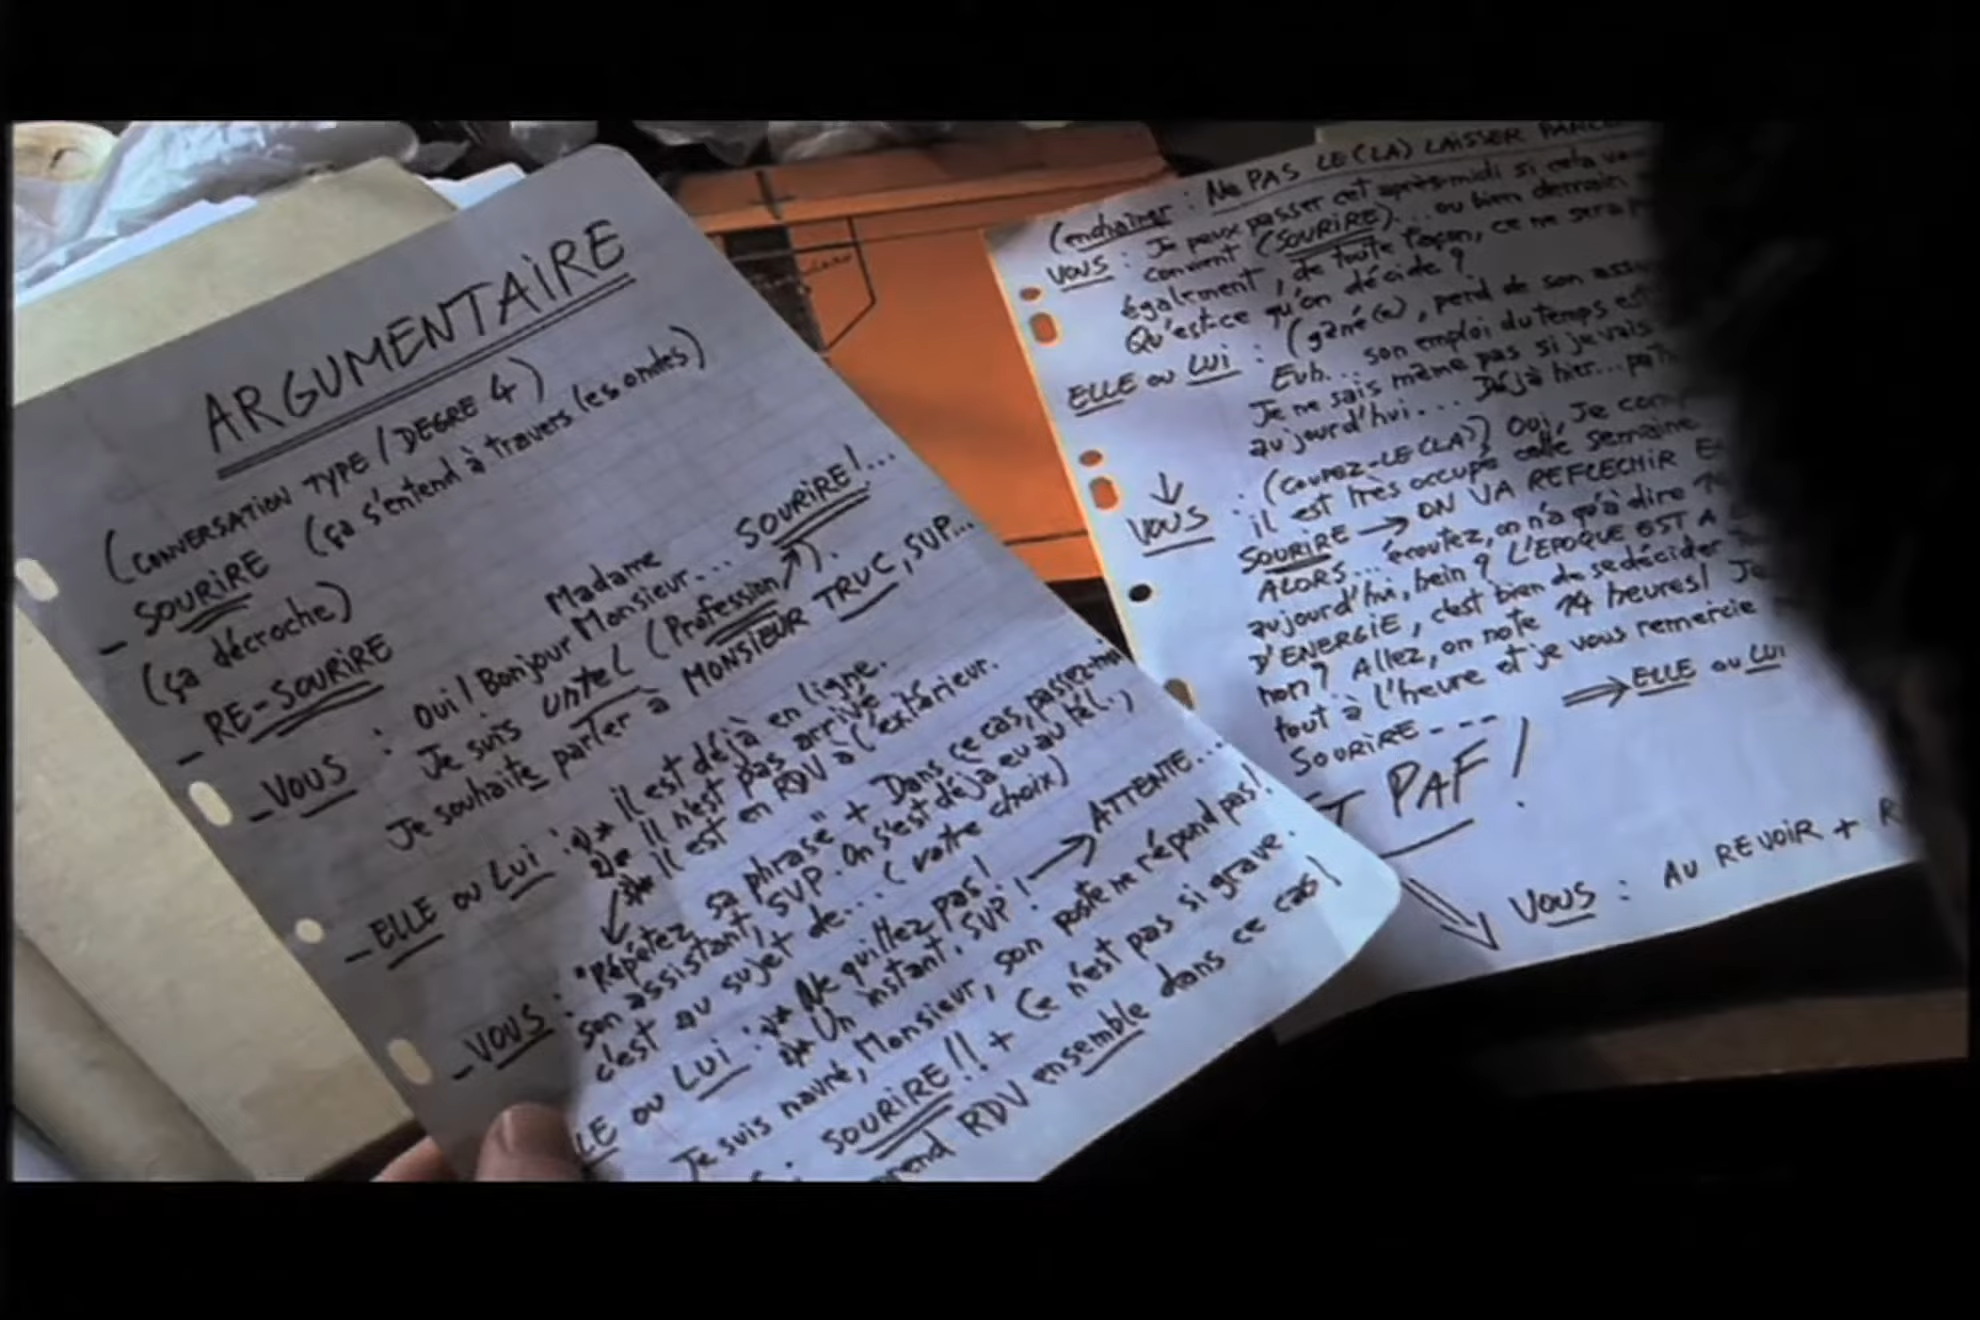 ARGUMENTAIRE
(CONVERSATION TYPE / DEGRE 4)
- SOURIRE (ça s'entend à travers les ondes)
(ça décroche)
- RE-SOURIRE
Madame
- VOUS : Oui! Bonjour Monsieur... SOURIRE!...
Je suis untel (Profession).
Je souhaite parler à MONSIEUR TRUC, SVP...
- ELLE ou LUI : 1/* il est déjà en ligne.
2/* il n'est pas arrivé.
3/* il est en RDV à l'extérieur.
- VOUS : "Répétez sa phrase" + Dans ce cas, passez-moi
son assistant, SVP. On s'est déjà eu au tél.)
c'est au sujet de... (votre choix)
LE ou LUI : 1/* Ne quittez pas!
2/* Un instant. SVP! → ATTENTE...
Je suis navré, Monsieur, son poste ne répond pas!
SOURIRE!! + Ce n'est pas si grave.
prend RDV ensemble dans ce cas!
(enchaîner : Ne PAS LE(LA) LAISSER
VOUS : Je peux passer cet après-midi si cela
convient (SOURIRE)... ou bien demain
également, de toute façon, ce ne sera
Qu'est-ce qu'on décide?
ELLE ou LUI : (gêné(e), perd de son
Euh... son emploi du temps est
Je ne sais même pas si je vais
aujourd'hui... Déjà hier...
↓ VOUS : (COUPEZ-LE(LA)) Oui, Je
il est très occupé cette semaine
SOURIRE → ON VA REFLECHIR
ALORS... écoutez, on n'a qu'à dire 14
aujourd'hui, hein? L'EPOQUE EST A
D'ENERGIE, c'est bien de se décider
non? Allez, on note 14 heures! Je
tout à l'heure et je vous remercie
SOURIRE--- ⇒ ELLE ou LUI
PAF!
VOUS : AU REVOIR +